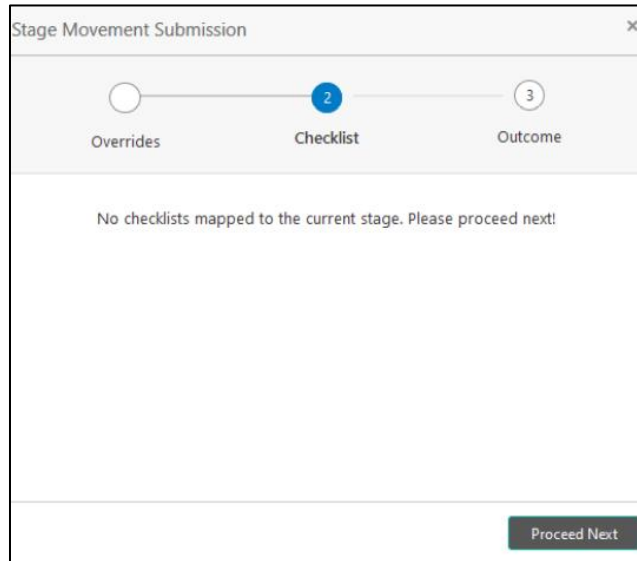 Stage Movement Submission
×
2
3
Overrides
Checklist
Outcome
No checklists mapped to the current stage. Please proceed next!
Proceed Next